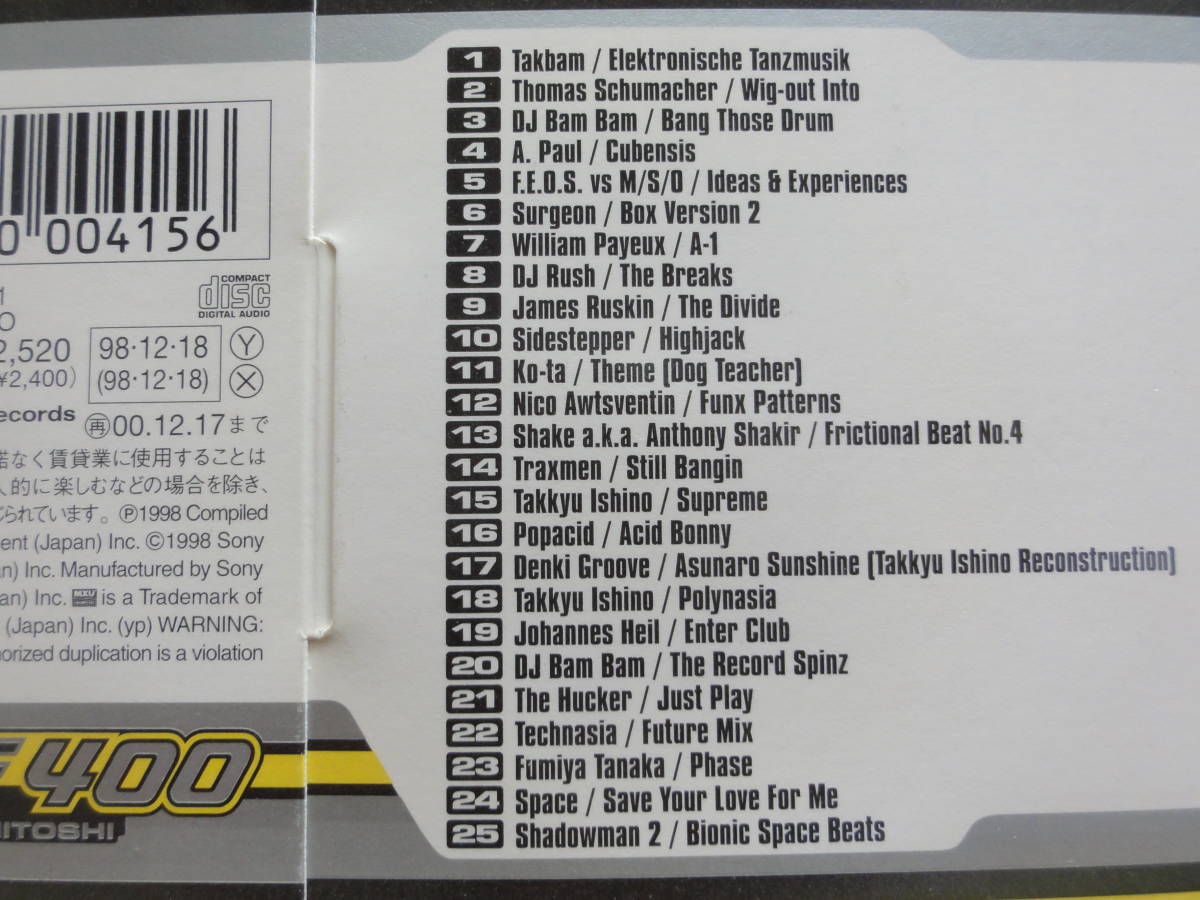 0 004156
COMPACT
disc
DIGITAL AUDIO
2,520
98·12·18 Y
¥2,400)
(98·12·18) X
ecords
再00.12.17まで
諾なく賃貸業に使用することは
人的に楽しむなどの場合を除き、
じられています。Ⓟ1998 Compiled
ent (Japan) Inc. ©1998 Sony
an) Inc. Manufactured by Sony
an) Inc. MXU is a Trademark of
(Japan) Inc. (yp) WARNING:
orized duplication is a violation
400
HITOSHI
1 Takbam / Elektronische Tanzmusik
2 Thomas Schumacher / Wig-out Into
3 DJ Bam Bam / Bang Those Drum
4 A. Paul / Cubensis
5 F.E.O.S. vs M/S/O / Ideas & Experiences
6 Surgeon / Box Version 2
7 William Payeux / A-1
8 DJ Rush / The Breaks
9 James Ruskin / The Divide
10 Sidestepper / Highjack
11 Ko-ta / Theme (Dog Teacher)
12 Nico Awtsventin / Funx Patterns
13 Shake a.k.a. Anthony Shakir / Frictional Beat No.4
14 Traxmen / Still Bangin
15 Takkyu Ishino / Supreme
16 Popacid / Acid Bonny
17 Denki Groove / Asunaro Sunshine (Takkyu Ishino Reconstruction)
18 Takkyu Ishino / Polynasia
19 Johannes Heil / Enter Club
20 DJ Bam Bam / The Record Spinz
21 The Hucker / Just Play
22 Technasia / Future Mix
23 Fumiya Tanaka / Phase
24 Space / Save Your Love For Me
25 Shadowman 2 / Bionic Space Beats